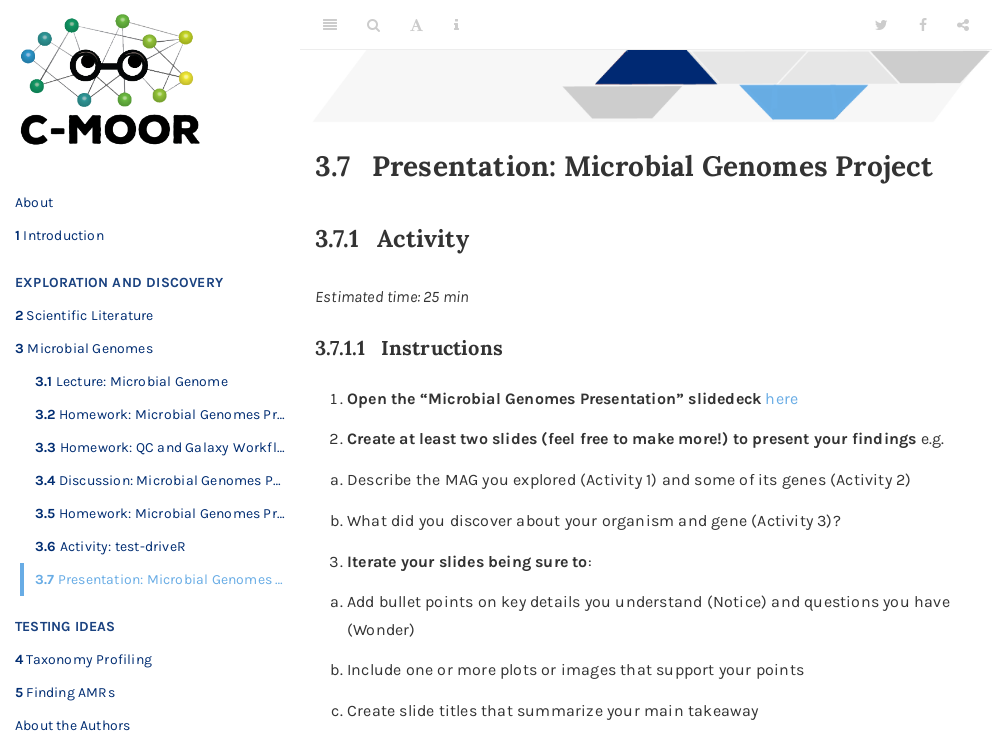 C-MOOR
About
1 Introduction
EXPLORATION AND DISCOVERY
2 Scientific Literature
3 Microbial Genomes
3.1 Lecture: Microbial Genome
3.2 Homework: Microbial Genomes Pr...
3.3 Homework: QC and Galaxy Workfl...
3.4 Discussion: Microbial Genomes P...
3.5 Homework: Microbial Genomes Pr...
3.6 Activity: test-driveR
3.7 Presentation: Microbial Genomes ...
TESTING IDEAS
4 Taxonomy Profiling
5 Finding AMRs
About the Authors
3.7 Presentation: Microbial Genomes Project
3.7.1 Activity
Estimated time: 25 min
3.7.1.1 Instructions
1. Open the “Microbial Genomes Presentation” slidedeck here
2. Create at least two slides (feel free to make more!) to present your findings e.g.
a. Describe the MAG you explored (Activity 1) and some of its genes (Activity 2)
b. What did you discover about your organism and gene (Activity 3)?
3. Iterate your slides being sure to:
a. Add bullet points on key details you understand (Notice) and questions you have
(Wonder)
b. Include one or more plots or images that support your points
c. Create slide titles that summarize your main takeaway